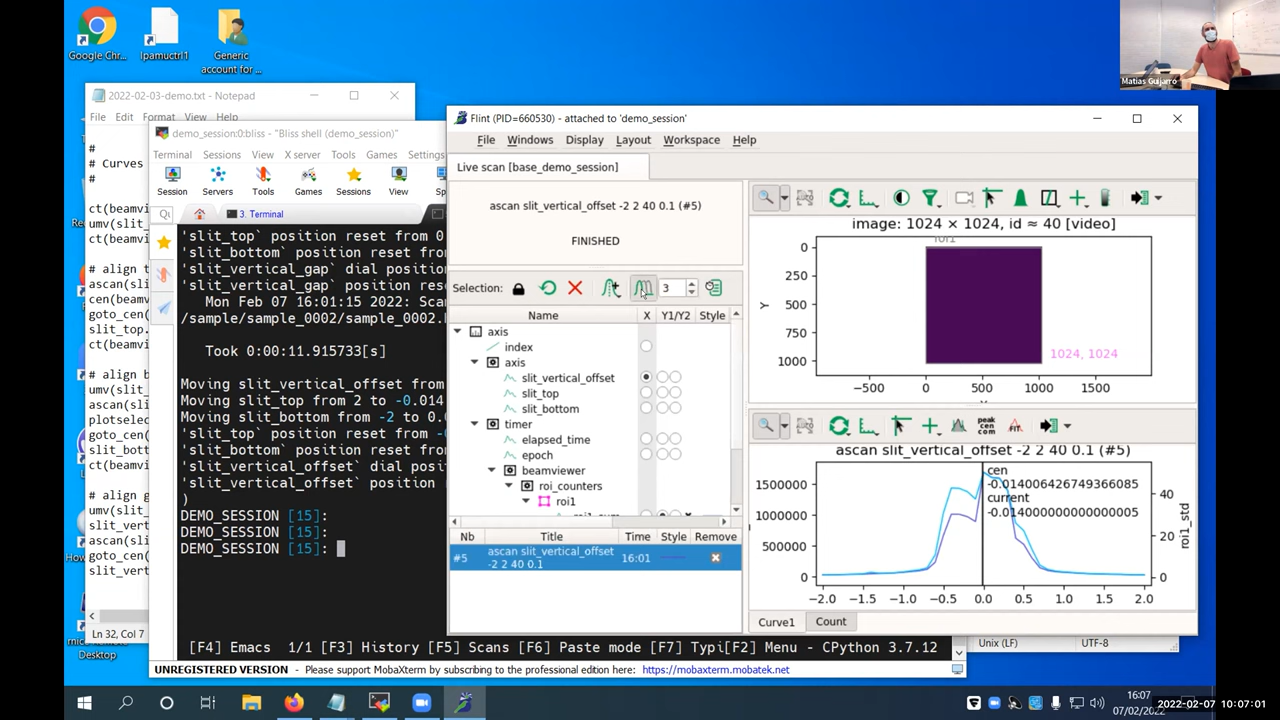 Google Chr...
lpamuctrl1
Generic
account for ...
Matias Guijarro
2022-02-03-demo.txt - Notepad
File Edit Format View Help
#
# Curves
#
ct(beamvi
umv(slit_
ct(beamvi
# align t
ascan(sli
cen(beamv
goto_cen(
slit_top.
ct(beamvi
# align b
umv(slit_
ascan(sli
plotselec
goto_cen(
slit_bott
ct(beamvi
# align g
slit_vert
ascan(sli
goto_cen(
slit_vert
Ln 32, Col 7
Unix (LF)
UTF-8
demo_session:0:bliss - "Bliss shell (demo_session)"
Terminal Sessions View X server Tools Games Settings
Session Servers Tools Games Sessions View
3. Terminal
`slit_top` position reset from 0.
`slit_bottom` position reset from
`slit_vertical_gap` dial position
`slit_vertical_gap` position rese
Mon Feb 07 16:01:15 2022: Sca
/sample/sample_0002/sample_0002.
Took 0:00:11.915733[s]
Moving slit_vertical_offset from
Moving slit_top from 2 to -0.014
Moving slit_bottom from -2 to 0.0
`slit_top` position reset from -
`slit_bottom` position reset from
`slit_vertical_offset` dial posit
`slit_vertical_offset` position r
)
DEMO_SESSION [15]:
DEMO_SESSION [15]:
DEMO_SESSION [15]:
[F4] Emacs 1/1 [F3] History [F5] Scans [F6] Paste mode [F7] Typi[F2] Menu - CPython 3.7.12
UNREGISTERED VERSION - Please support MobaXterm by subscribing to the professional edition here: https://mobaxterm.mobatek.net
Flint (PID=660530) - attached to 'demo_session'
File Windows Display Layout Workspace Help
Live scan [base_demo_session]
ascan slit_vertical_offset -2 2 40 0.1 (#5)
FINISHED
Selection: 3
Name X Y1/Y2 Style
axis
index
axis
slit_vertical_offset
slit_top
slit_bottom
timer
elapsed_time
epoch
beamviewer
roi_counters
roi1
Nb Title Time Style Remove
#5 ascan slit_vertical_offset -2 2 40 0.1 16:01
image: 1024 × 1024, id ≈ 40 [video]
roi1
0
250
500
750
1000
Y
1024, 1024
−500 0 500 1000 1500
peak
cen
com
FIT
ascan slit_vertical_offset -2 2 40 0.1 (#5)
1500000
1000000
500000
0
cen
-0.014006426749366085
current
-0.014000000000000005
40
20
0
roi1_std
−2.0 −1.5 −1.0 −0.5 0.0 0.5 1.0 1.5 2.0
Curve1 Count
Desktop
16:07
07/02/2022
2022-02-07 10:07:01